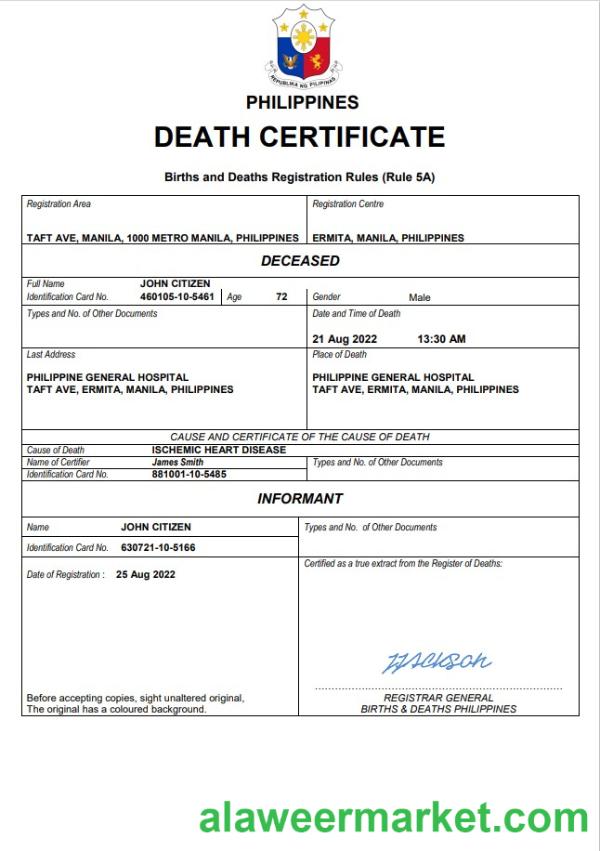 REPUBLIKA NG PILIPINAS
PHILIPPINES
DEATH CERTIFICATE
Births and Deaths Registration Rules (Rule 5A)
Registration Area
Registration Centre
TAFT AVE, MANILA, 1000 METRO MANILA, PHILIPPINES
ERMITA, MANILA, PHILIPPINES
DECEASED
Full Name JOHN CITIZEN
Identification Card No. 460105-10-5461 Age 72 Gender Male
Types and No. of Other Documents
Date and Time of Death
21 Aug 2022 13:30 AM
Last Address
Place of Death
PHILIPPINE GENERAL HOSPITAL
TAFT AVE, ERMITA, MANILA, PHILIPPINES
PHILIPPINE GENERAL HOSPITAL
TAFT AVE, ERMITA, MANILA, PHILIPPINES
CAUSE AND CERTIFICATE OF THE CAUSE OF DEATH
Cause of Death ISCHEMIC HEART DISEASE
Name of Certifier James Smith
Types and No. of Other Documents
Identification Card No. 881001-10-5485
INFORMANT
Name JOHN CITIZEN
Types and No. of Other Documents
Identification Card No. 630721-10-5166
Certified as a true extract from the Register of Deaths:
Date of Registration : 25 Aug 2022
JJackson
Before accepting copies, sight unaltered original,
The original has a coloured background.
REGISTRAR GENERAL
BIRTHS & DEATHS PHILIPPINES
alaweermarket.com